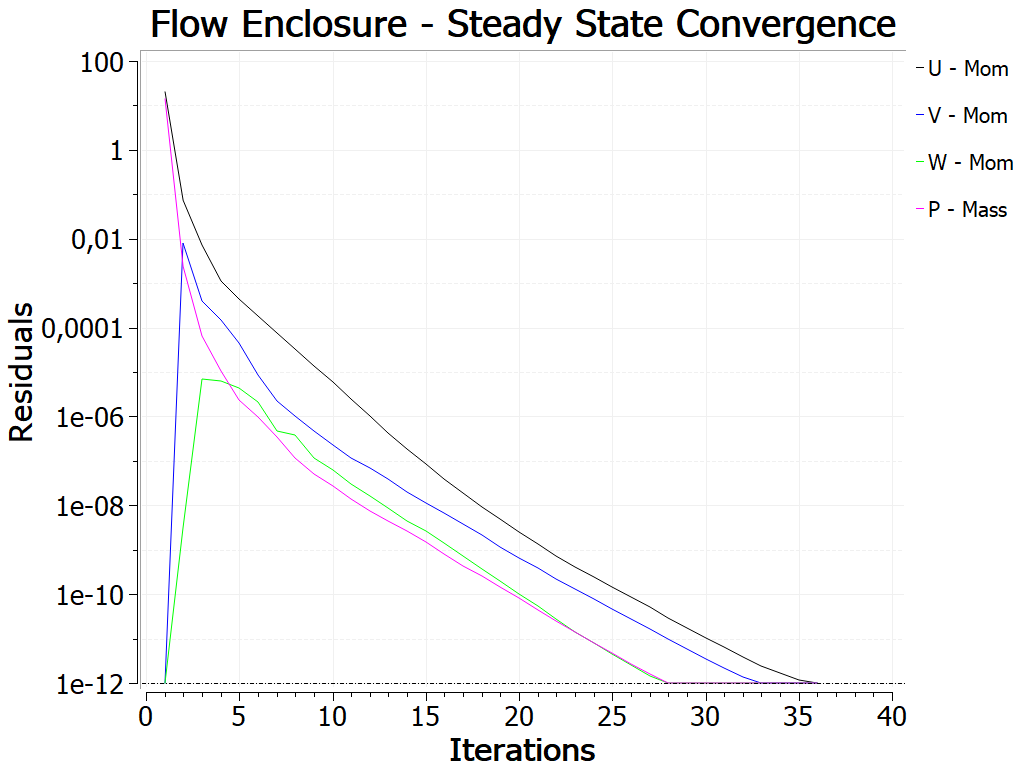 Flow Enclosure - Steady State Convergence
100
1
0,01
0,0001
1e-06
1e-08
1e-10
1e-12
Residuals
0 5 10 15 20 25 30 35 40
Iterations
U - Mom
V - Mom
W - Mom
P - Mass